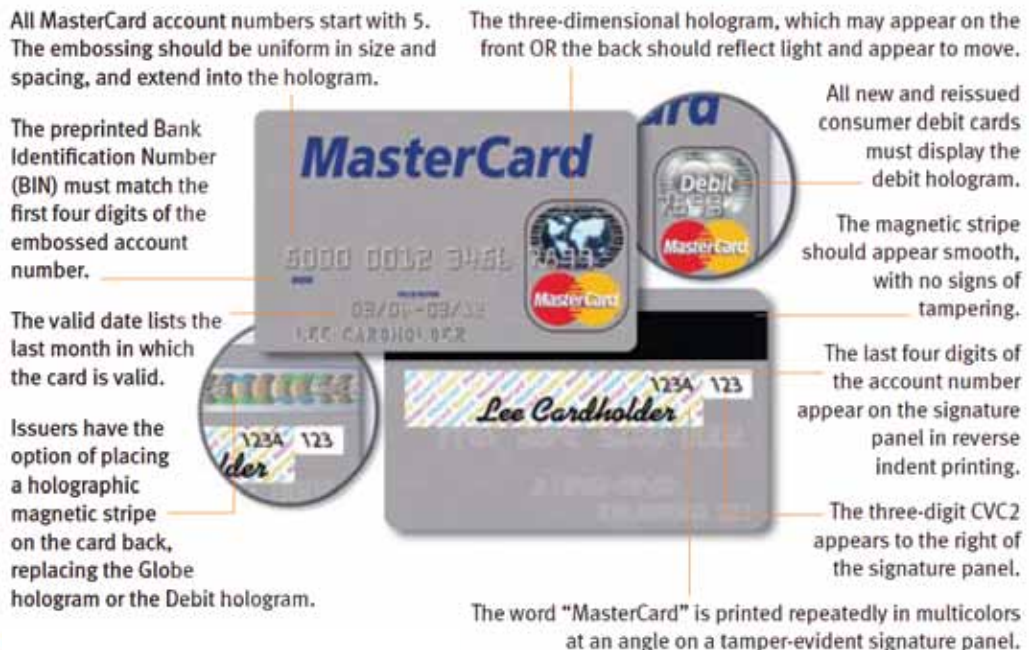 All MasterCard account numbers start with 5.
The embossing should be uniform in size and
spacing, and extend into the hologram.
The three-dimensional hologram, which may appear on the
front OR the back should reflect light and appear to move.
The preprinted Bank
Identification Number
(BIN) must match the
first four digits of the
embossed account
number.
The valid date lists the
last month in which
the card is valid.
Issuers have the
option of placing
a holographic
magnetic stripe
on the card back,
replacing the Globe
hologram or the Debit hologram.
MasterCard
0012
MasterCard
LEE CARDHOLDER
ard
Debit
MasterCard
All new and reissued
consumer debit cards
must display the
debit hologram.
The magnetic stripe
should appear smooth,
with no signs of
tampering.
The last four digits of
the account number
appear on the signature
panel in reverse
indent printing.
The three-digit CVC2
appears to the right of
the signature panel.
1234 123
Lee Cardholder
1234 123
lder
The word “MasterCard” is printed repeatedly in multicolors
at an angle on a tamper-evident signature panel.